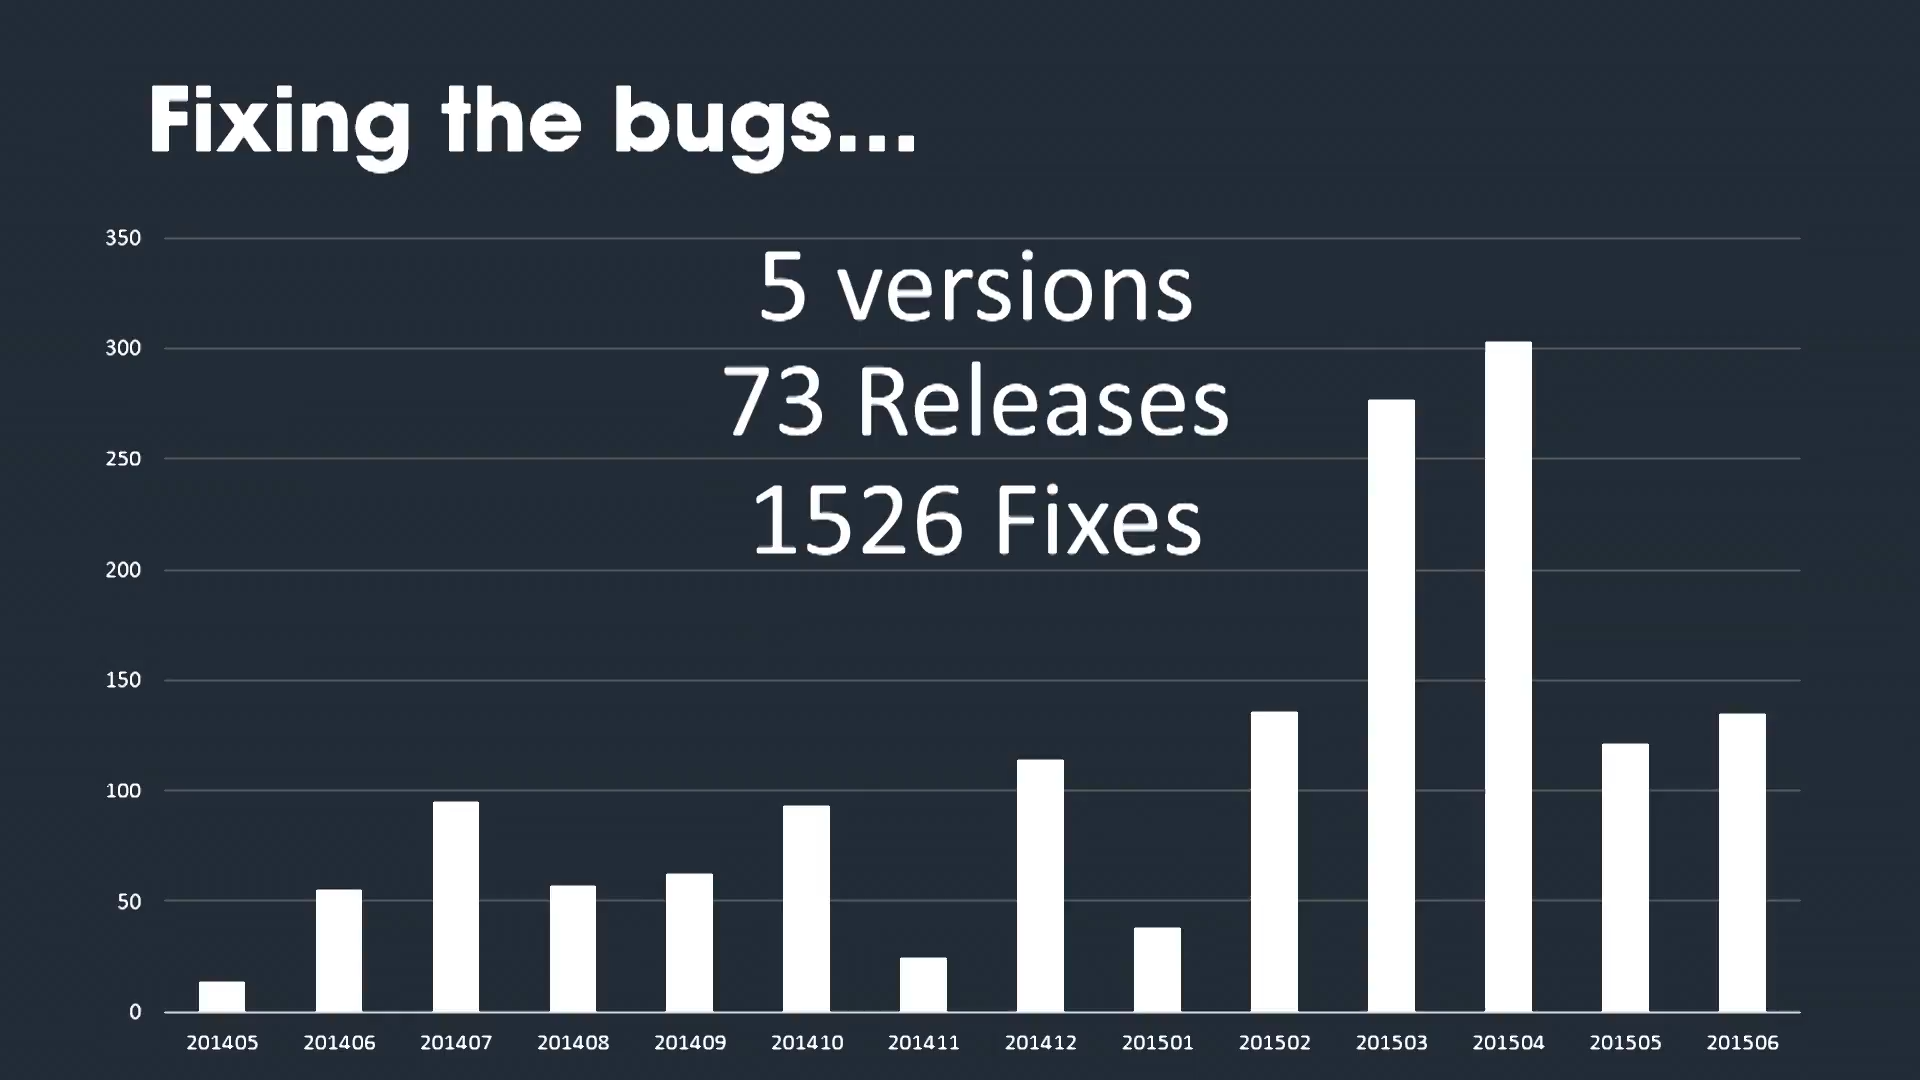 Fixing the bugs...
5 versions
73 Releases
1526 Fixes
350
300
250
200
150
100
50
0
201405 201406 201407 201408 201409 201410 201411 201412 201501 201502 201503 201504 201505 201506